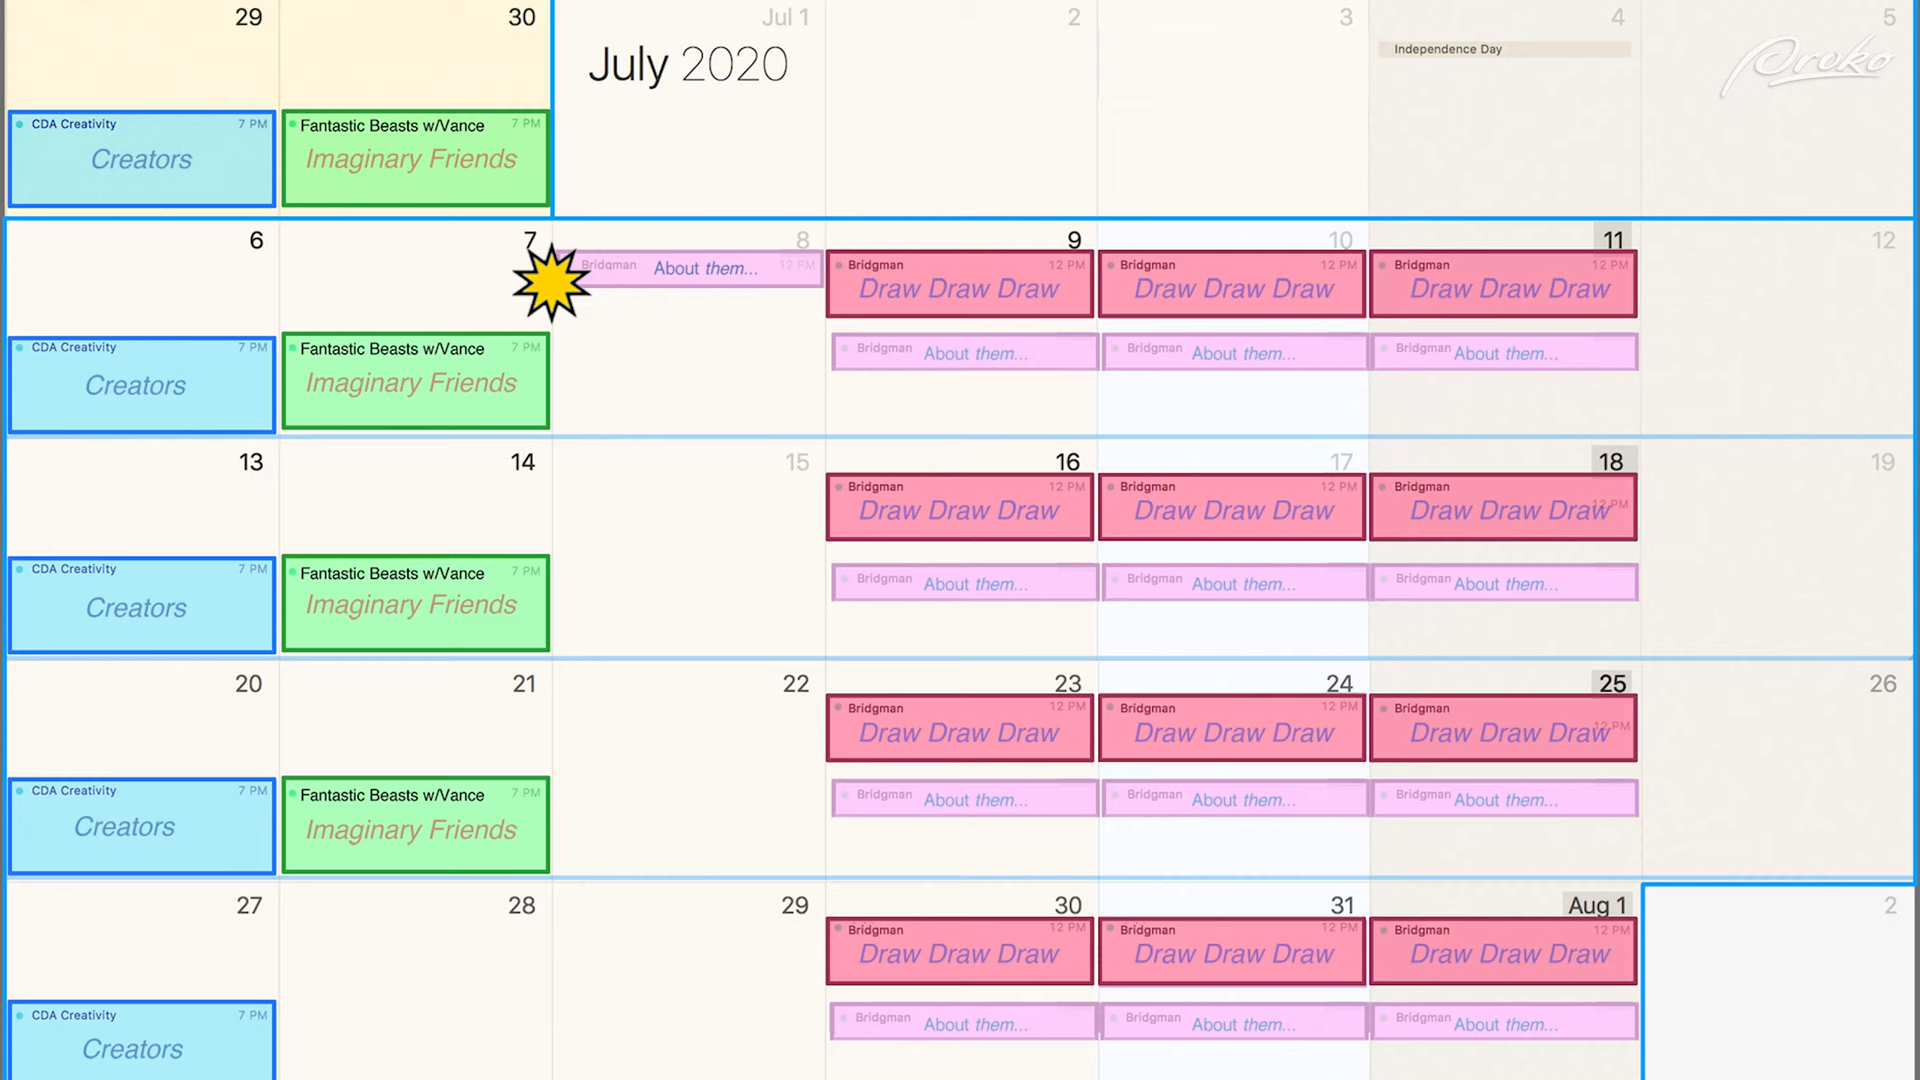 29 30 Jul 1 2 3 4 5
July 2020
Independence Day
Proko
CDA Creativity 7 PM
Creators
Fantastic Beasts w/Vance 7 PM
Imaginary Friends
6 7 8 9 10 11 12
Bridgman About them... 12 PM
Bridgman 12 PM
Draw Draw Draw
Bridgman 12 PM
Draw Draw Draw
Bridgman 12 PM
Draw Draw Draw
CDA Creativity 7 PM
Creators
Fantastic Beasts w/Vance 7 PM
Imaginary Friends
Bridgman About them...
Bridgman About them...
Bridgman About them...
13 14 15 16 17 18 19
Bridgman 12 PM
Draw Draw Draw
Bridgman 12 PM
Draw Draw Draw
Bridgman 12 PM
Draw Draw Draw
CDA Creativity 7 PM
Creators
Fantastic Beasts w/Vance 7 PM
Imaginary Friends
Bridgman About them...
Bridgman About them...
Bridgman About them...
20 21 22 23 24 25 26
Bridgman 12 PM
Draw Draw Draw
Bridgman 12 PM
Draw Draw Draw
Bridgman 12 PM
Draw Draw Draw
CDA Creativity 7 PM
Creators
Fantastic Beasts w/Vance 7 PM
Imaginary Friends
Bridgman About them...
Bridgman About them...
Bridgman About them...
27 28 29 30 31 Aug 1 2
Bridgman 12 PM
Draw Draw Draw
Bridgman 12 PM
Draw Draw Draw
Bridgman 12 PM
Draw Draw Draw
CDA Creativity 7 PM
Creators
Bridgman About them...
Bridgman About them...
Bridgman About them...